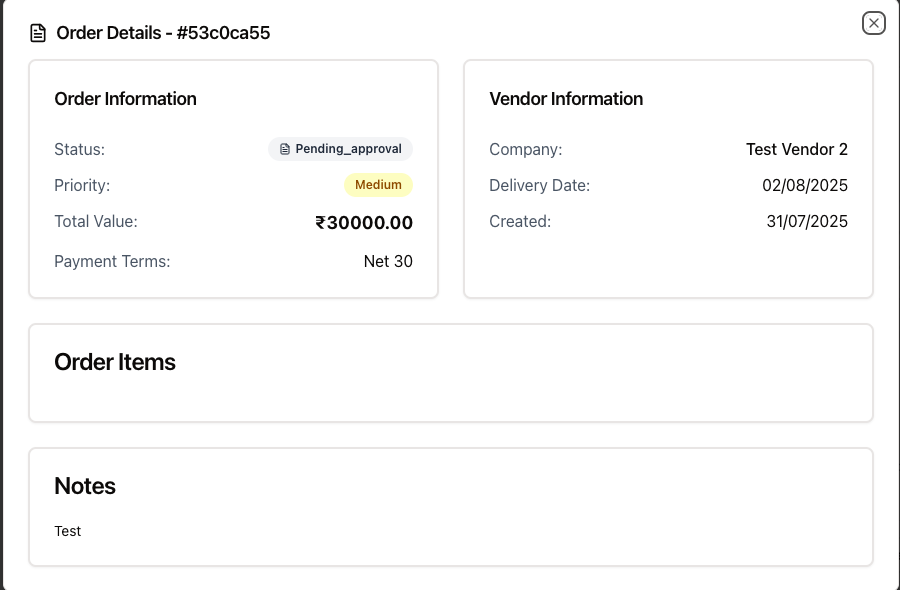 Order Details - #53c0ca55
Order Information
Status: Pending_approval
Priority: Medium
Total Value: ₹30000.00
Payment Terms: Net 30
Vendor Information
Company: Test Vendor 2
Delivery Date: 02/08/2025
Created: 31/07/2025
Order Items
Notes
Test